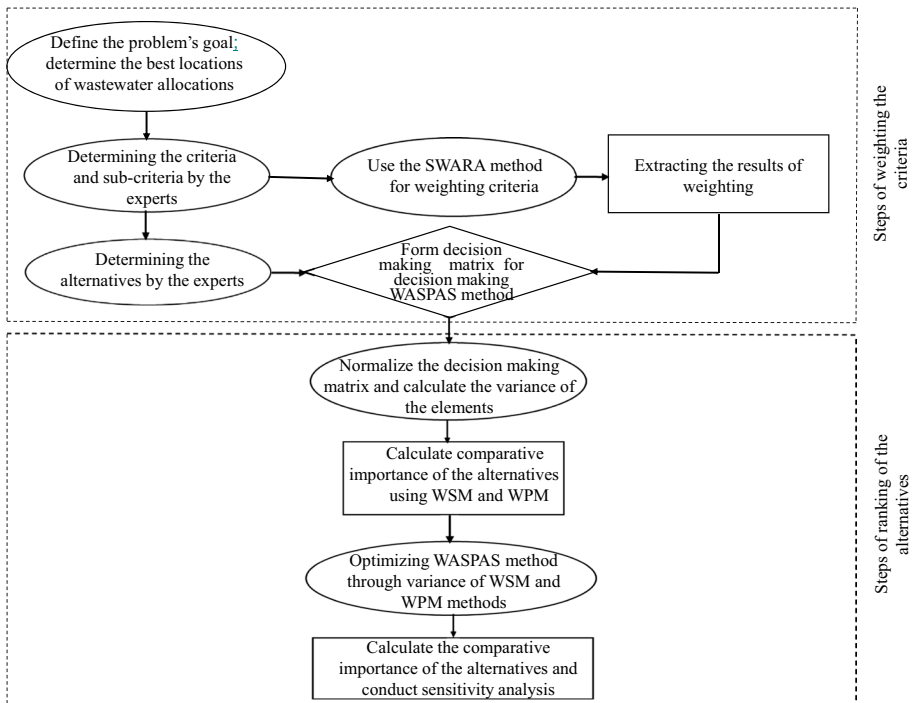 Define the problem's goal;
determine the best locations
of wastewater allocations
Determining the criteria
and sub-criteria by the
experts
Use the SWARA method
for weighting criteria
Extracting the results of
weighting
Determining the
alternatives by the experts
Form decision
making matrix for
decision making
WASPAS method
Steps of weighting the
criteria
Normalize the decision making
matrix and calculate the variance of
the elements
Calculate comparative
importance of the alternatives
using WSM and WPM
Optimizing WASPAS method
through variance of WSM and
WPM methods
Calculate the comparative
importance of the alternatives and
conduct sensitivity analysis
Steps of ranking of the
alternatives